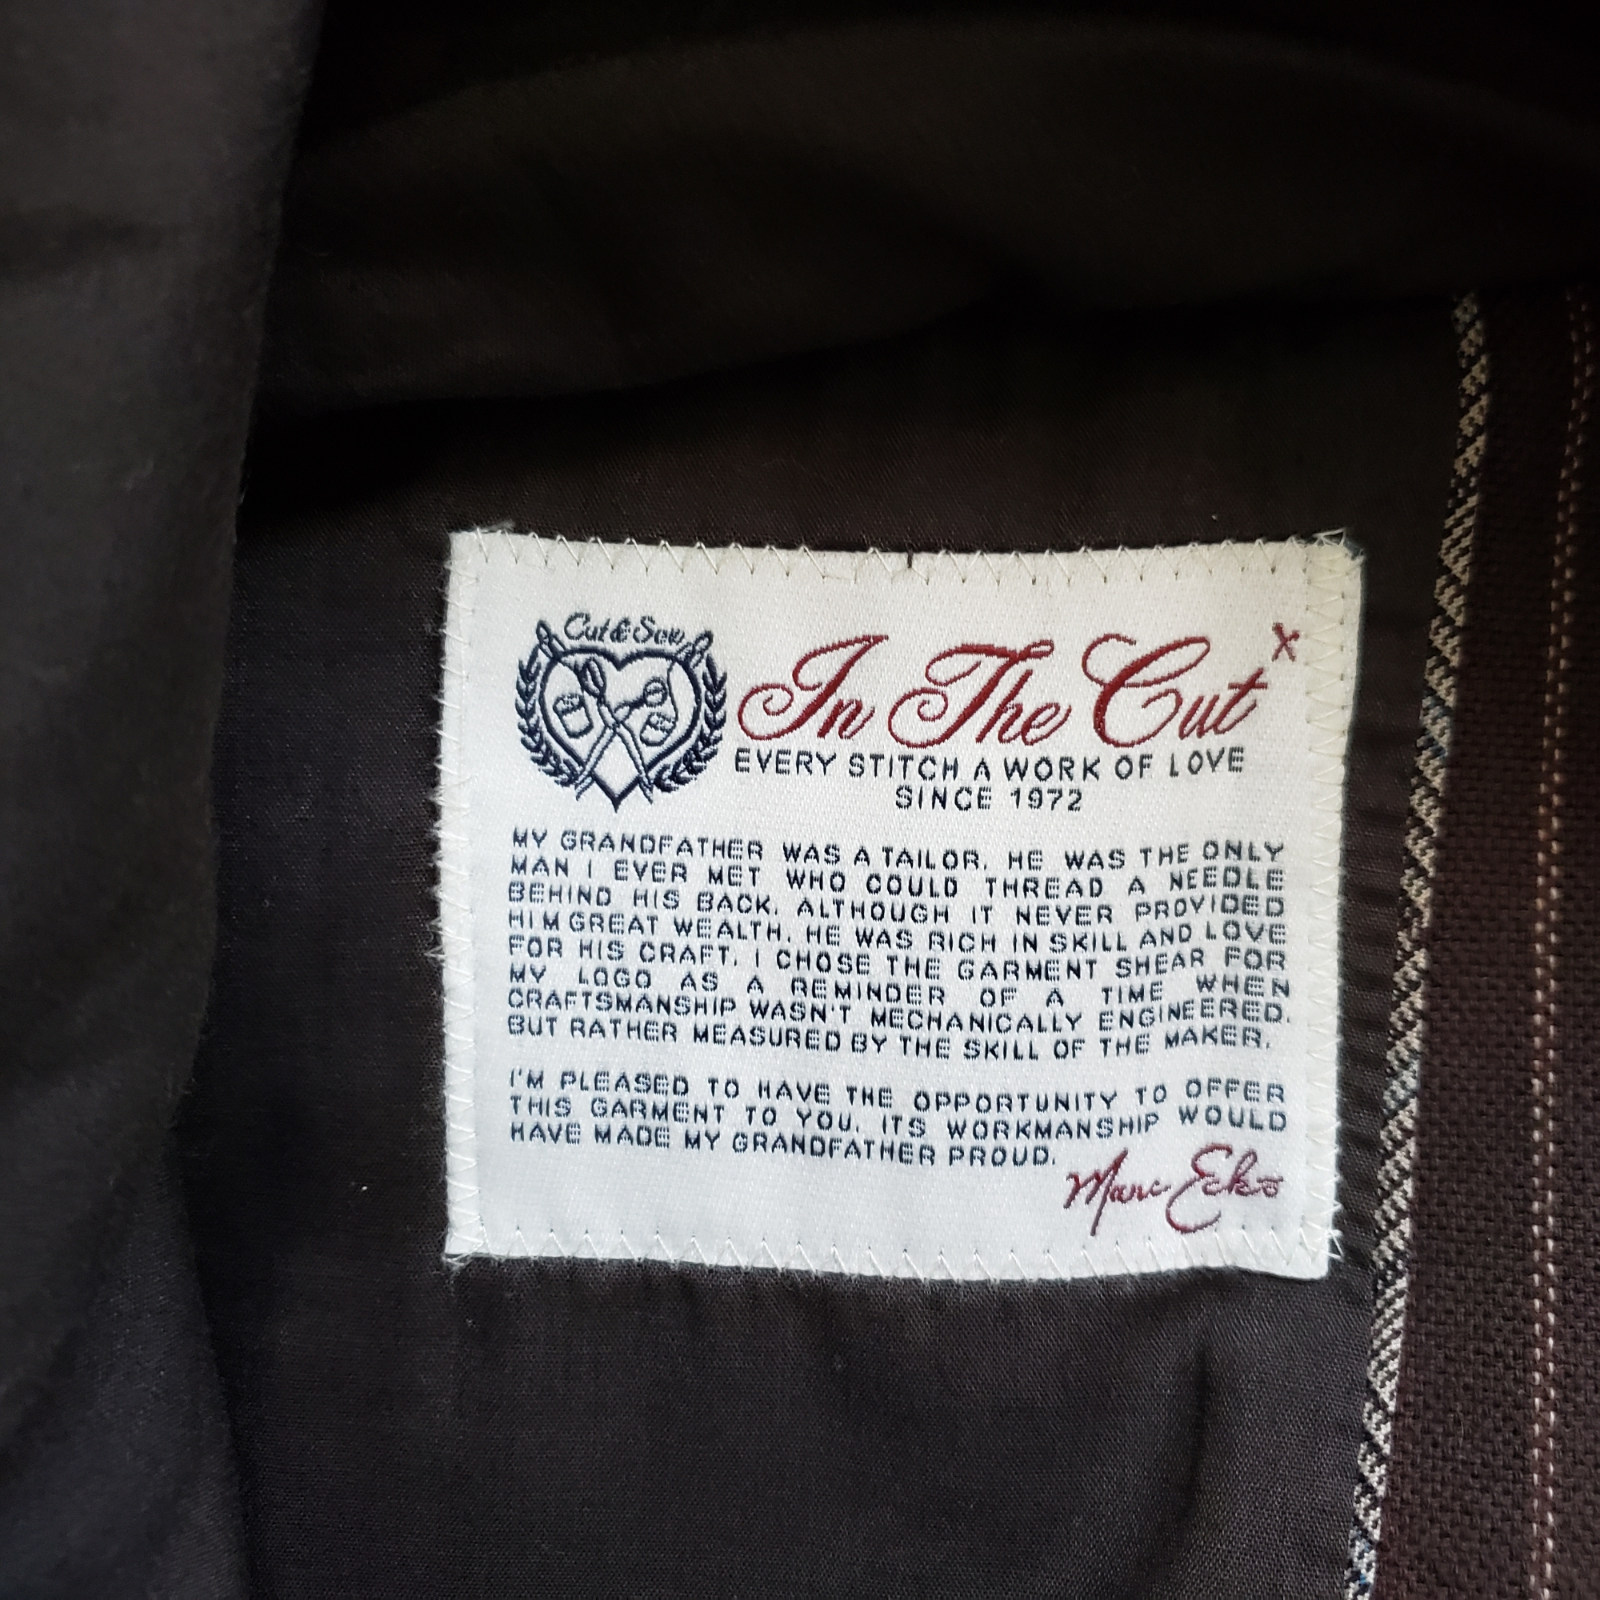 Cut & Sew
In The Cut x
EVERY STITCH A WORK OF LOVE
SINCE 1972
MY GRANDFATHER WAS A TAILOR. HE WAS THE ONLY
MAN I EVER MET WHO COULD THREAD A NEEDLE
BEHIND HIS BACK. ALTHOUGH IT NEVER PROVIDED
HIM GREAT WEALTH. HE WAS RICH IN SKILL AND LOVE
FOR HIS CRAFT. I CHOSE THE GARMENT SHEAR FOR
MY LOGO AS A REMINDER OF A TIME WHEN
CRAFTSMANSHIP WASN'T MECHANICALLY ENGINEERED.
BUT RATHER MEASURED BY THE SKILL OF THE MAKER.
I'M PLEASED TO HAVE THE OPPORTUNITY TO OFFER
THIS GARMENT TO YOU. ITS WORKMANSHIP WOULD
HAVE MADE MY GRANDFATHER PROUD.
Marc Ecko